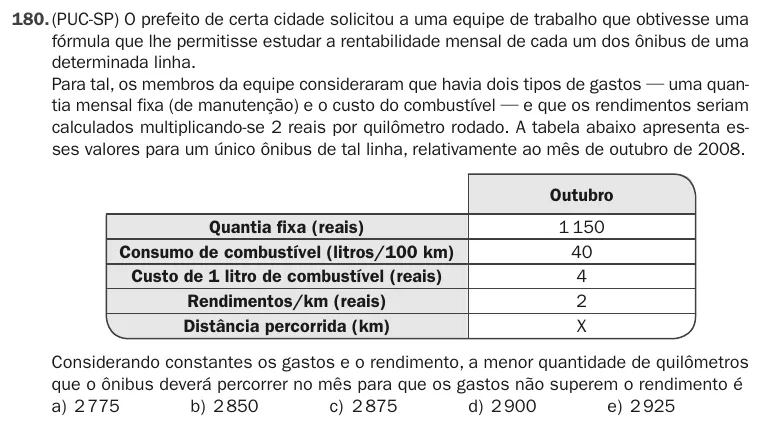 180. (PUC-SP) O prefeito de certa cidade solicitou a uma equipe de trabalho que obtivesse uma
fórmula que lhe permitisse estudar a rentabilidade mensal de cada um dos ônibus de uma
determinada linha.
Para tal, os membros da equipe consideraram que havia dois tipos de gastos — uma quan-
tia mensal fixa (de manutenção) e o custo do combustível — e que os rendimentos seriam
calculados multiplicando-se 2 reais por quilômetro rodado. A tabela abaixo apresenta es-
ses valores para um único ônibus de tal linha, relativamente ao mês de outubro de 2008.
Outubro
Quantia fixa (reais) 1 150
Consumo de combustível (litros/100 km) 40
Custo de 1 litro de combustível (reais) 4
Rendimentos/km (reais) 2
Distância percorrida (km) X
Considerando constantes os gastos e o rendimento, a menor quantidade de quilômetros
que o ônibus deverá percorrer no mês para que os gastos não superem o rendimento é
a) 2 775 b) 2 850 c) 2 875 d) 2 900 e) 2 925